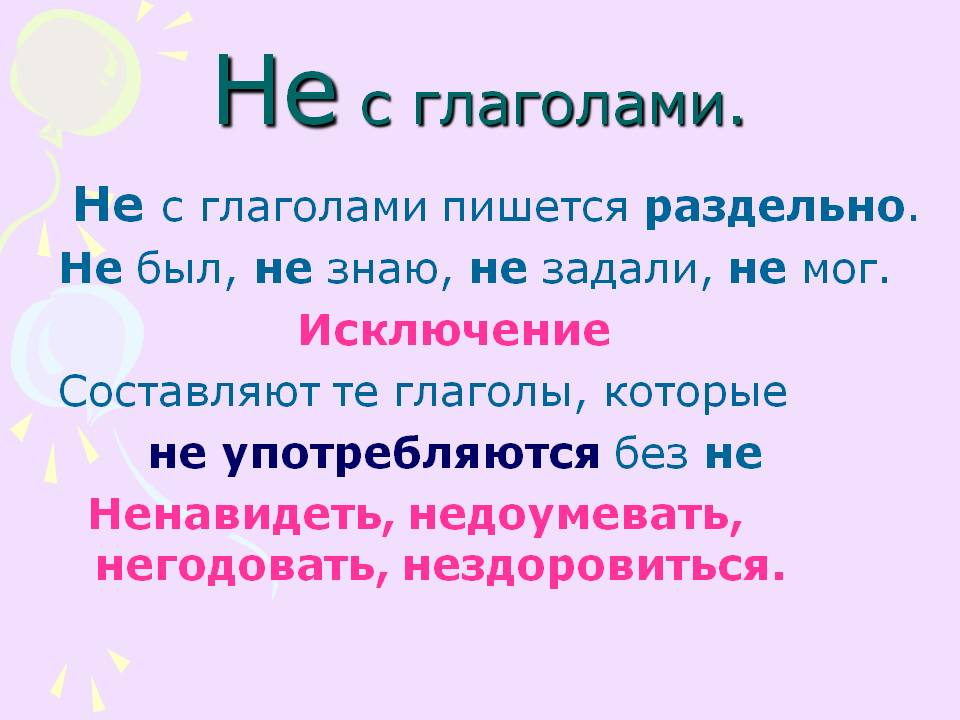 Не с глаголами.
Не с глаголами пишется раздельно.
Не был, не знаю, не задали, не мог.
Исключение
Составляют те глаголы, которые
не употребляются без не
Ненавидеть, недоумевать,
негодовать, нездоровиться.